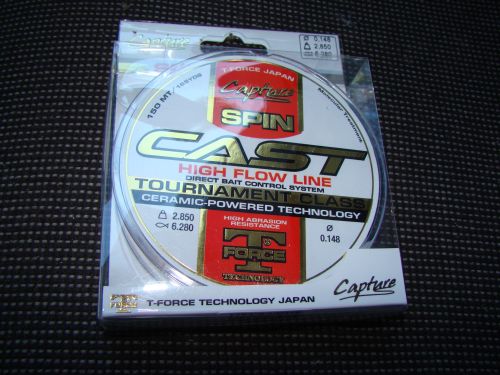 Capture
Ø 0.148
2.850
6.280
150 MT./165YDS
T-FORCE JAPAN
Capture
SPIN
CAST
HIGH FLOW LINE
DIRECT BAIT CONTROL SYSTEM
TOURNAMENT CLASS
CERAMIC-POWERED TECHNOLOGY
2.850
6.280
HIGH ABRASION
RESISTANCE
T
FORCE
TECHNOLOGY
Ø
0.148
T-FORCE TECHNOLOGY JAPAN
Capture